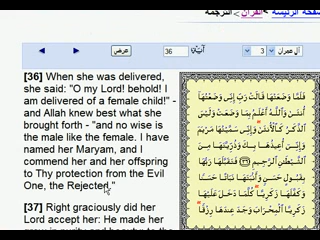 صفحة الرئيسية > القرآن > الترجمة
آل عمران 3 آيَة 36 عرض
[36] When she was delivered,
she said: "O my Lord! behold! I
am delivered of a female child!" -
and Allah knew best what she
brought forth - "and no wise is
the male like the female. I have
named her Maryam, and I
commend her and her offspring
to Thy protection from the Evil
One, the Rejected."
[37] Right graciously did her
Lord accept her: He made her
فَلَمَّا وَضَعَتْهَا قَالَتْ رَبِّ إِنِّي وَضَعْتُهَا
أُنثَىٰ وَاللَّهُ أَعْلَمُ بِمَا وَضَعَتْ وَلَيْسَ
الذَّكَرُ كَالْأُنثَىٰ وَإِنِّي سَمَّيْتُهَا مَرْيَمَ
وَإِنِّي أُعِيذُهَا بِكَ وَذُرِّيَّتَهَا مِنَ
الشَّيْطَانِ الرَّجِيمِ ٣٦ فَتَقَبَّلَهَا رَبُّهَا
بِقَبُولٍ حَسَنٍ وَأَنبَتَهَا نَبَاتًا حَسَنًا
وَكَفَّلَهَا زَكَرِيَّا كُلَّمَا دَخَلَ عَلَيْهَا
زَكَرِيَّا الْمِحْرَابَ وَجَدَ عِندَهَا رِزْقًا